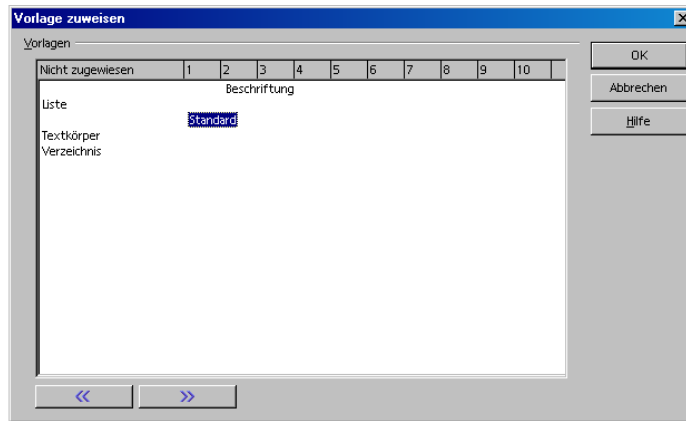 Vorlage zuweisen
Vorlagen
Nicht zugewiesen 1 2 3 4 5 6 7 8 9 10
Beschriftung
Liste
Standard
Textkörper
Verzeichnis
OK
Abbrechen
Hilfe